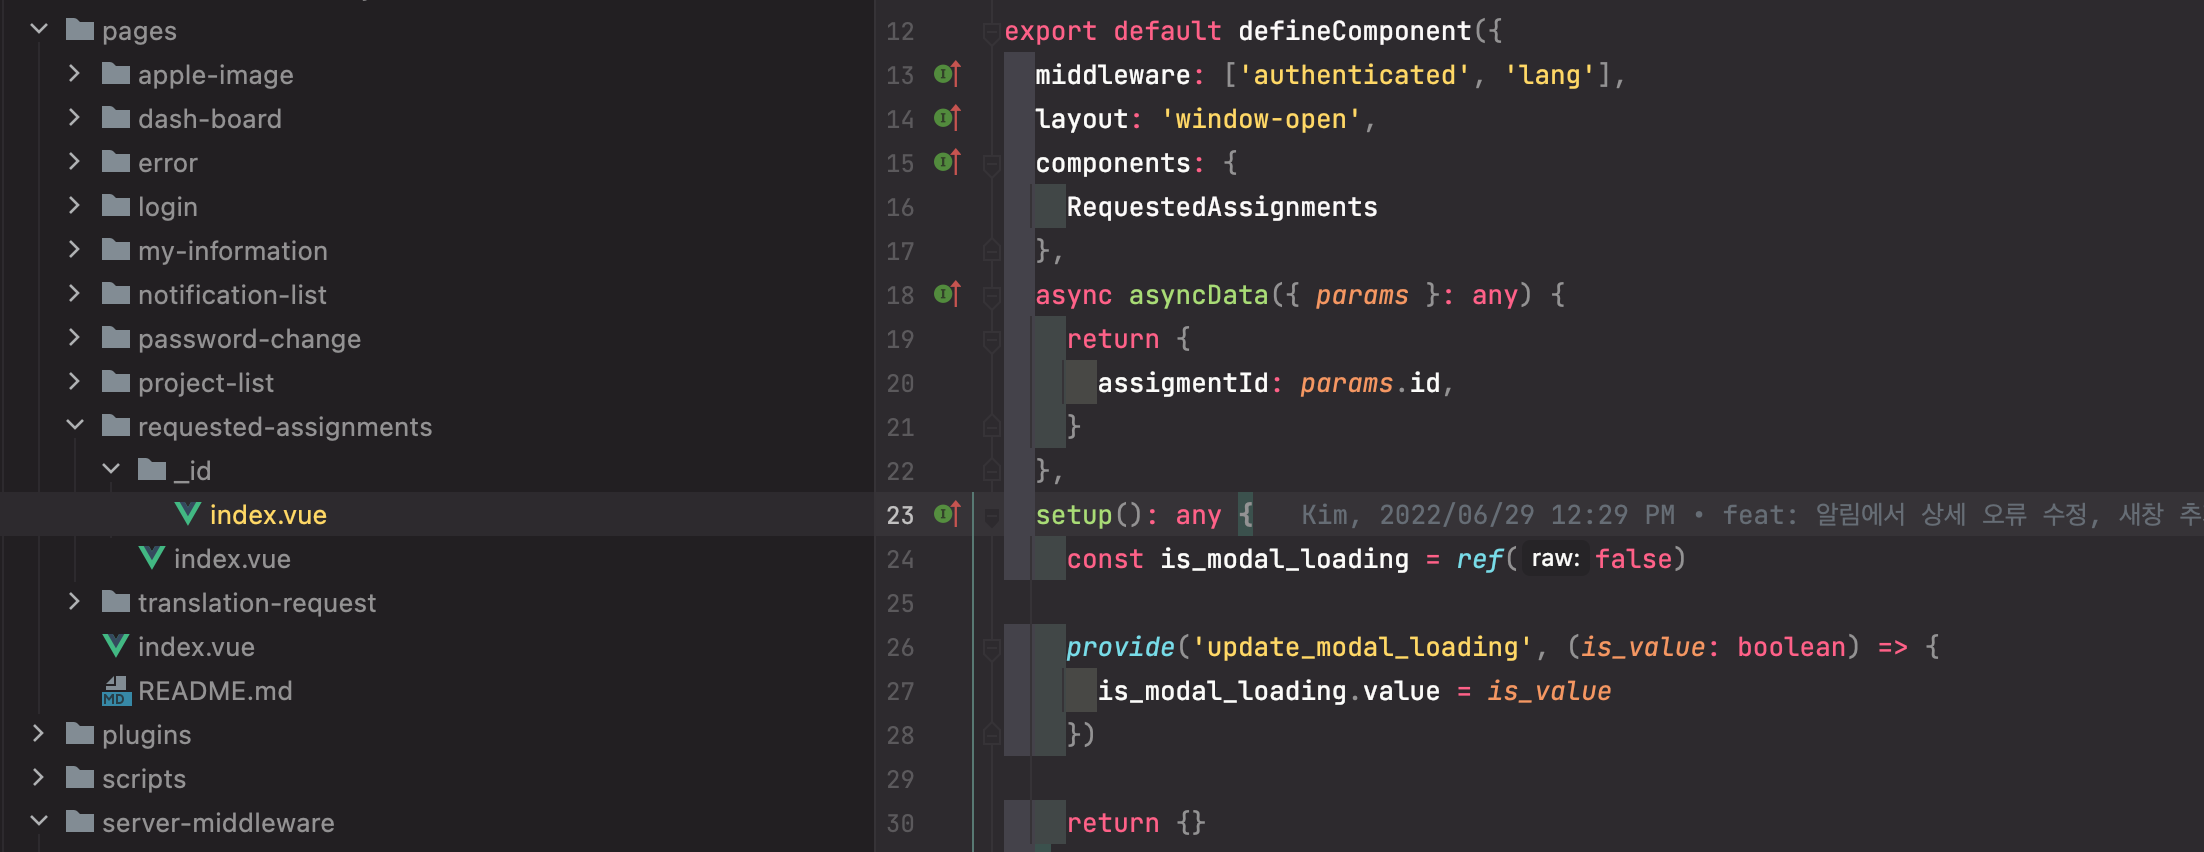 pages
apple-image
dash-board
error
login
my-information
notification-list
password-change
project-list
requested-assignments
_id
index.vue
index.vue
translation-request
index.vue
MD README.md
plugins
scripts
server-middleware
12 export default defineComponent({
13 middleware: ['authenticated', 'lang'],
14 layout: 'window-open',
15 components: {
16 RequestedAssignments
17 },
18 async asyncData({ params }: any) {
19 return {
20 assigmentId: params.id,
21 }
22 },
23 setup(): any { Kim, 2022/06/29 12:29 PM • feat: 알림에서 상세 오류 수정, 새창 추
24 const is_modal_loading = ref( raw: false)
25
26 provide('update_modal_loading', (is_value: boolean) => {
27 is_modal_loading.value = is_value
28 })
29
30 return {}